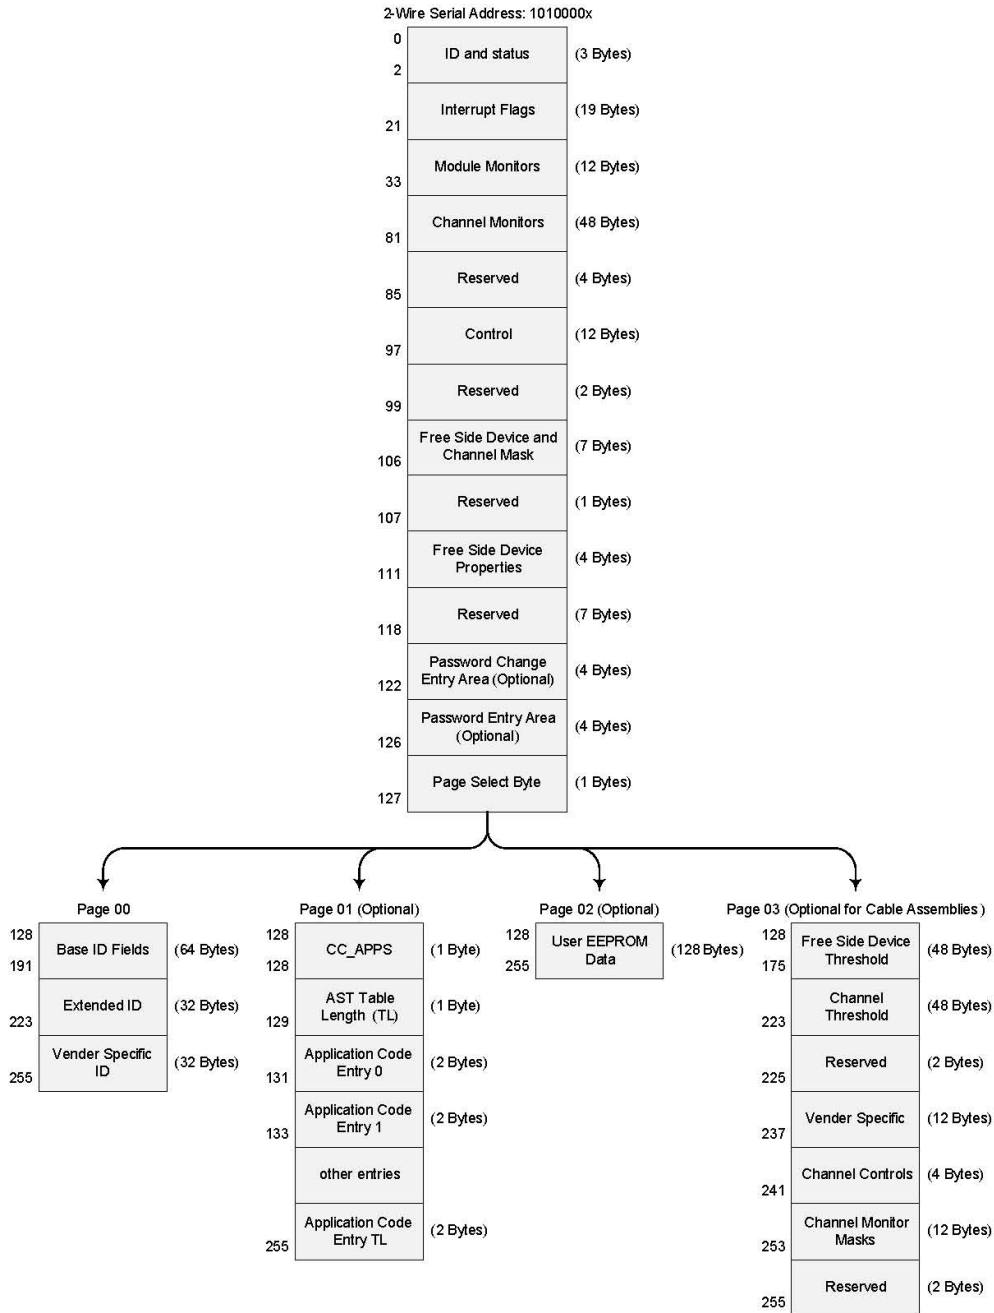 2-Wire Serial Address: 1010000x
0
ID and status (3 Bytes)
2
Interrupt Flags (19 Bytes)
21
Module Monitors (12 Bytes)
33
Channel Monitors (48 Bytes)
81
Reserved (4 Bytes)
85
Control (12 Bytes)
97
Reserved (2 Bytes)
99
Free Side Device and
Channel Mask (7 Bytes)
106
Reserved (1 Bytes)
107
Free Side Device
Properties (4 Bytes)
111
Reserved (7 Bytes)
118
Password Change
Entry Area (Optional) (4 Bytes)
122
Password Entry Area
(Optional) (4 Bytes)
126
Page Select Byte (1 Bytes)
127
Page 00
128
Base ID Fields (64 Bytes)
191
Extended ID (32 Bytes)
223
Vender Specific
ID (32 Bytes)
255
Page 01 (Optional)
128
CC_APPS (1 Byte)
128
AST Table
Length (TL) (1 Byte)
129
Application Code
Entry 0 (2 Bytes)
131
Application Code
Entry 1 (2 Bytes)
133
other entries
Application Code
Entry TL (2 Bytes)
255
Page 02 (Optional)
128
User EEPROM
Data (128 Bytes)
255
Page 03 (Optional for Cable Assemblies )
128
Free Side Device
Threshold (48 Bytes)
175
Channel
Threshold (48 Bytes)
223
Reserved (2 Bytes)
225
Vender Specific (12 Bytes)
237
Channel Controls (4 Bytes)
241
Channel Monitor
Masks (12 Bytes)
253
Reserved (2 Bytes)
255